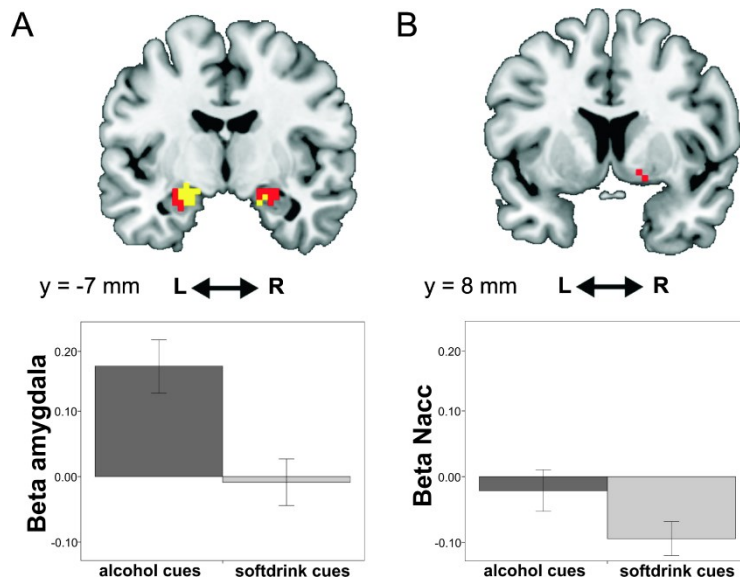 A
B
y = -7 mm L R
y = 8 mm L R
Beta amygdala
0.20
0.10
0.00
-0.10
alcohol cues softdrink cues
Beta Nacc
0.20
0.10
0.00
-0.10
alcohol cues softdrink cues